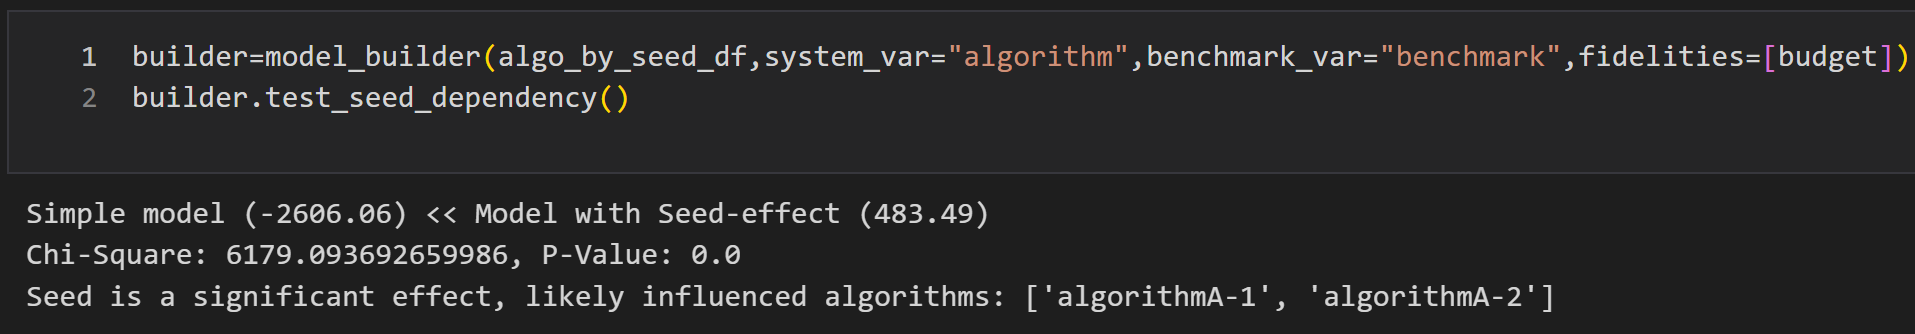 1 builder=model_builder(algo_by_seed_df,system_var="algorithm",benchmark_var="benchmark",fidelities=[budget])
2 builder.test_seed_dependency()
Simple model (-2606.06) << Model with Seed-effect (483.49)
Chi-Square: 6179.093692659986, P-Value: 0.0
Seed is a significant effect, likely influenced algorithms: ['algorithmA-1', 'algorithmA-2']